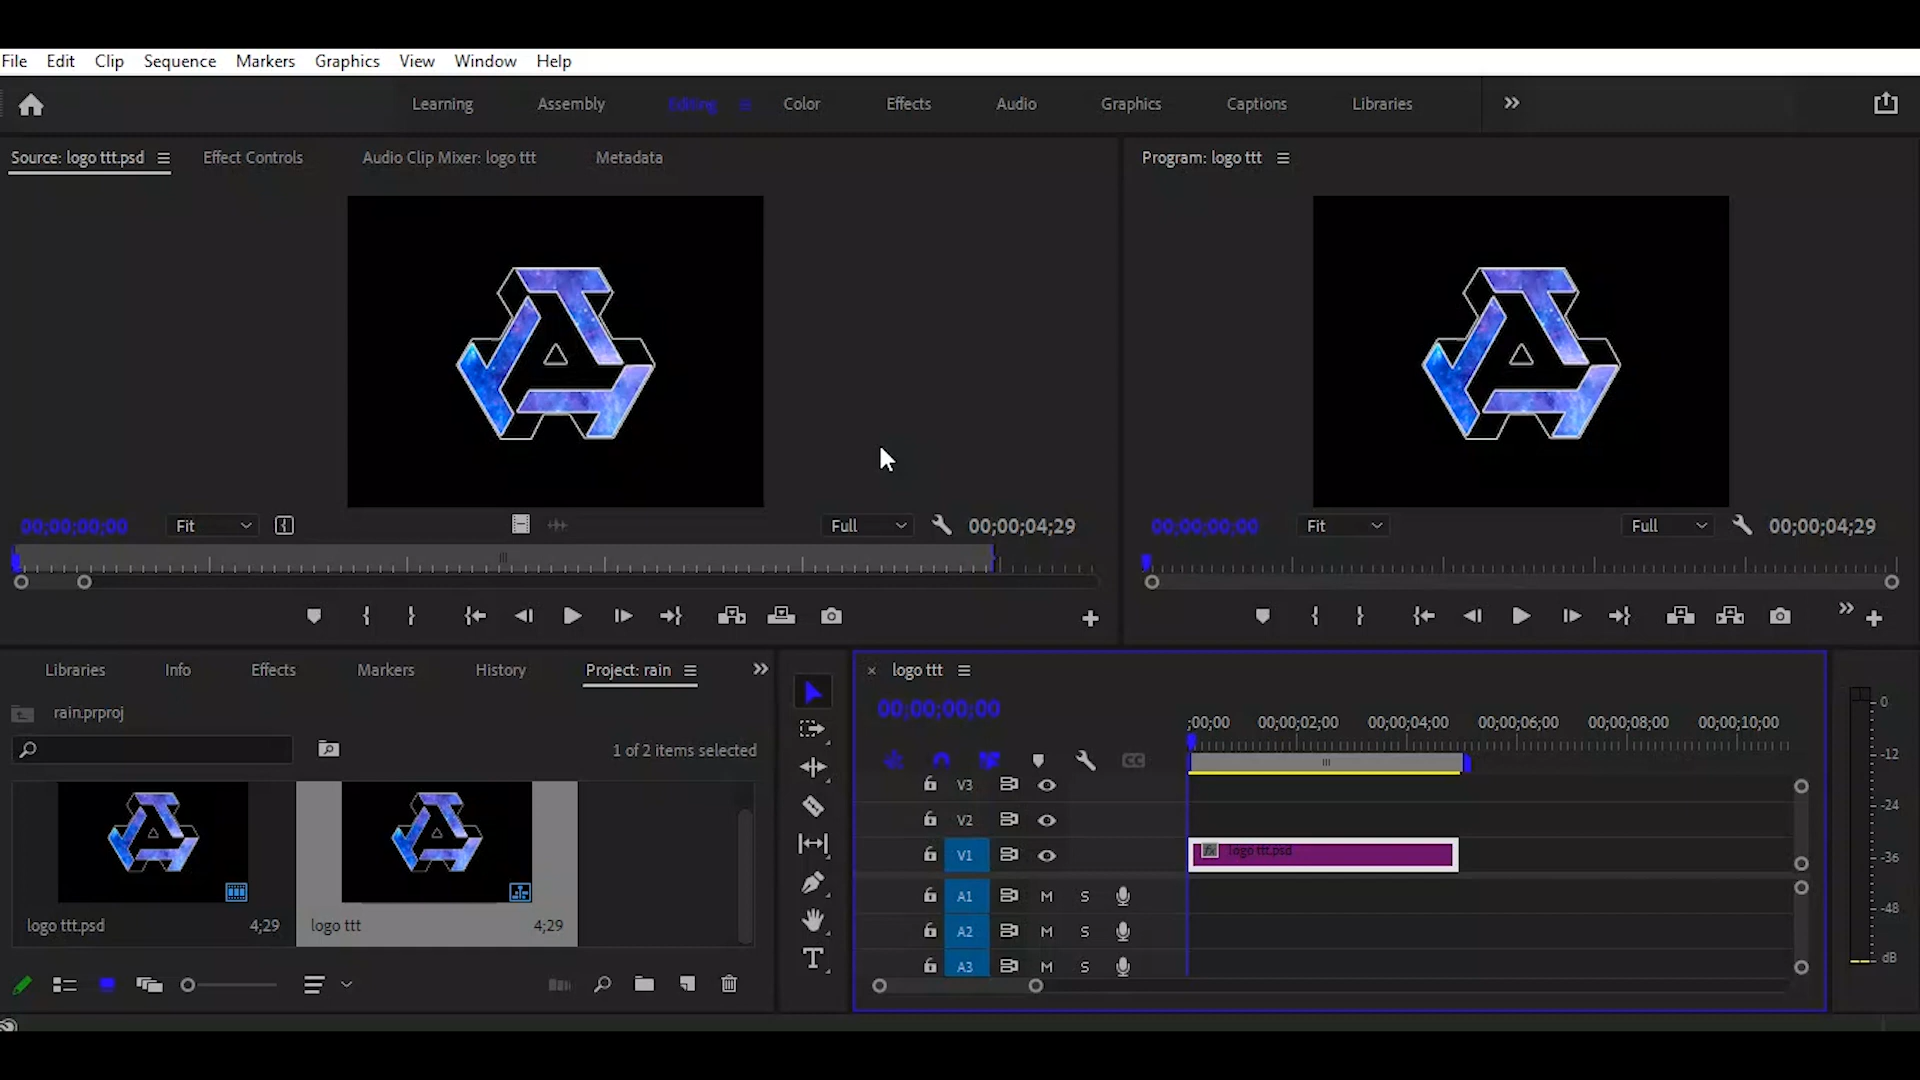 File Edit Clip Sequence Markers Graphics View Window Help
Learning Assembly Editing Color Effects Audio Graphics Captions Libraries
Source: logo ttt.psd Effect Controls Audio Clip Mixer: logo ttt Metadata
Program: logo ttt
00;00;00;00 Fit Full 00;00;04;29
00;00;00;00 Fit Full 00;00;04;29
Libraries Info Effects Markers History Project: rain
rain.prproj
1 of 2 items selected
logo ttt.psd 4;29
logo ttt 4;29
logo ttt
00;00;00;00
;00;00 00;00;02;00 00;00;04;00 00;00;06;00 00;00;08;00 00;00;10;00
CC
V3
V2
V1 fx logo ttt.psd
A1 M S
A2 M S
A3 M S
0
-12
-24
-36
-48
dB